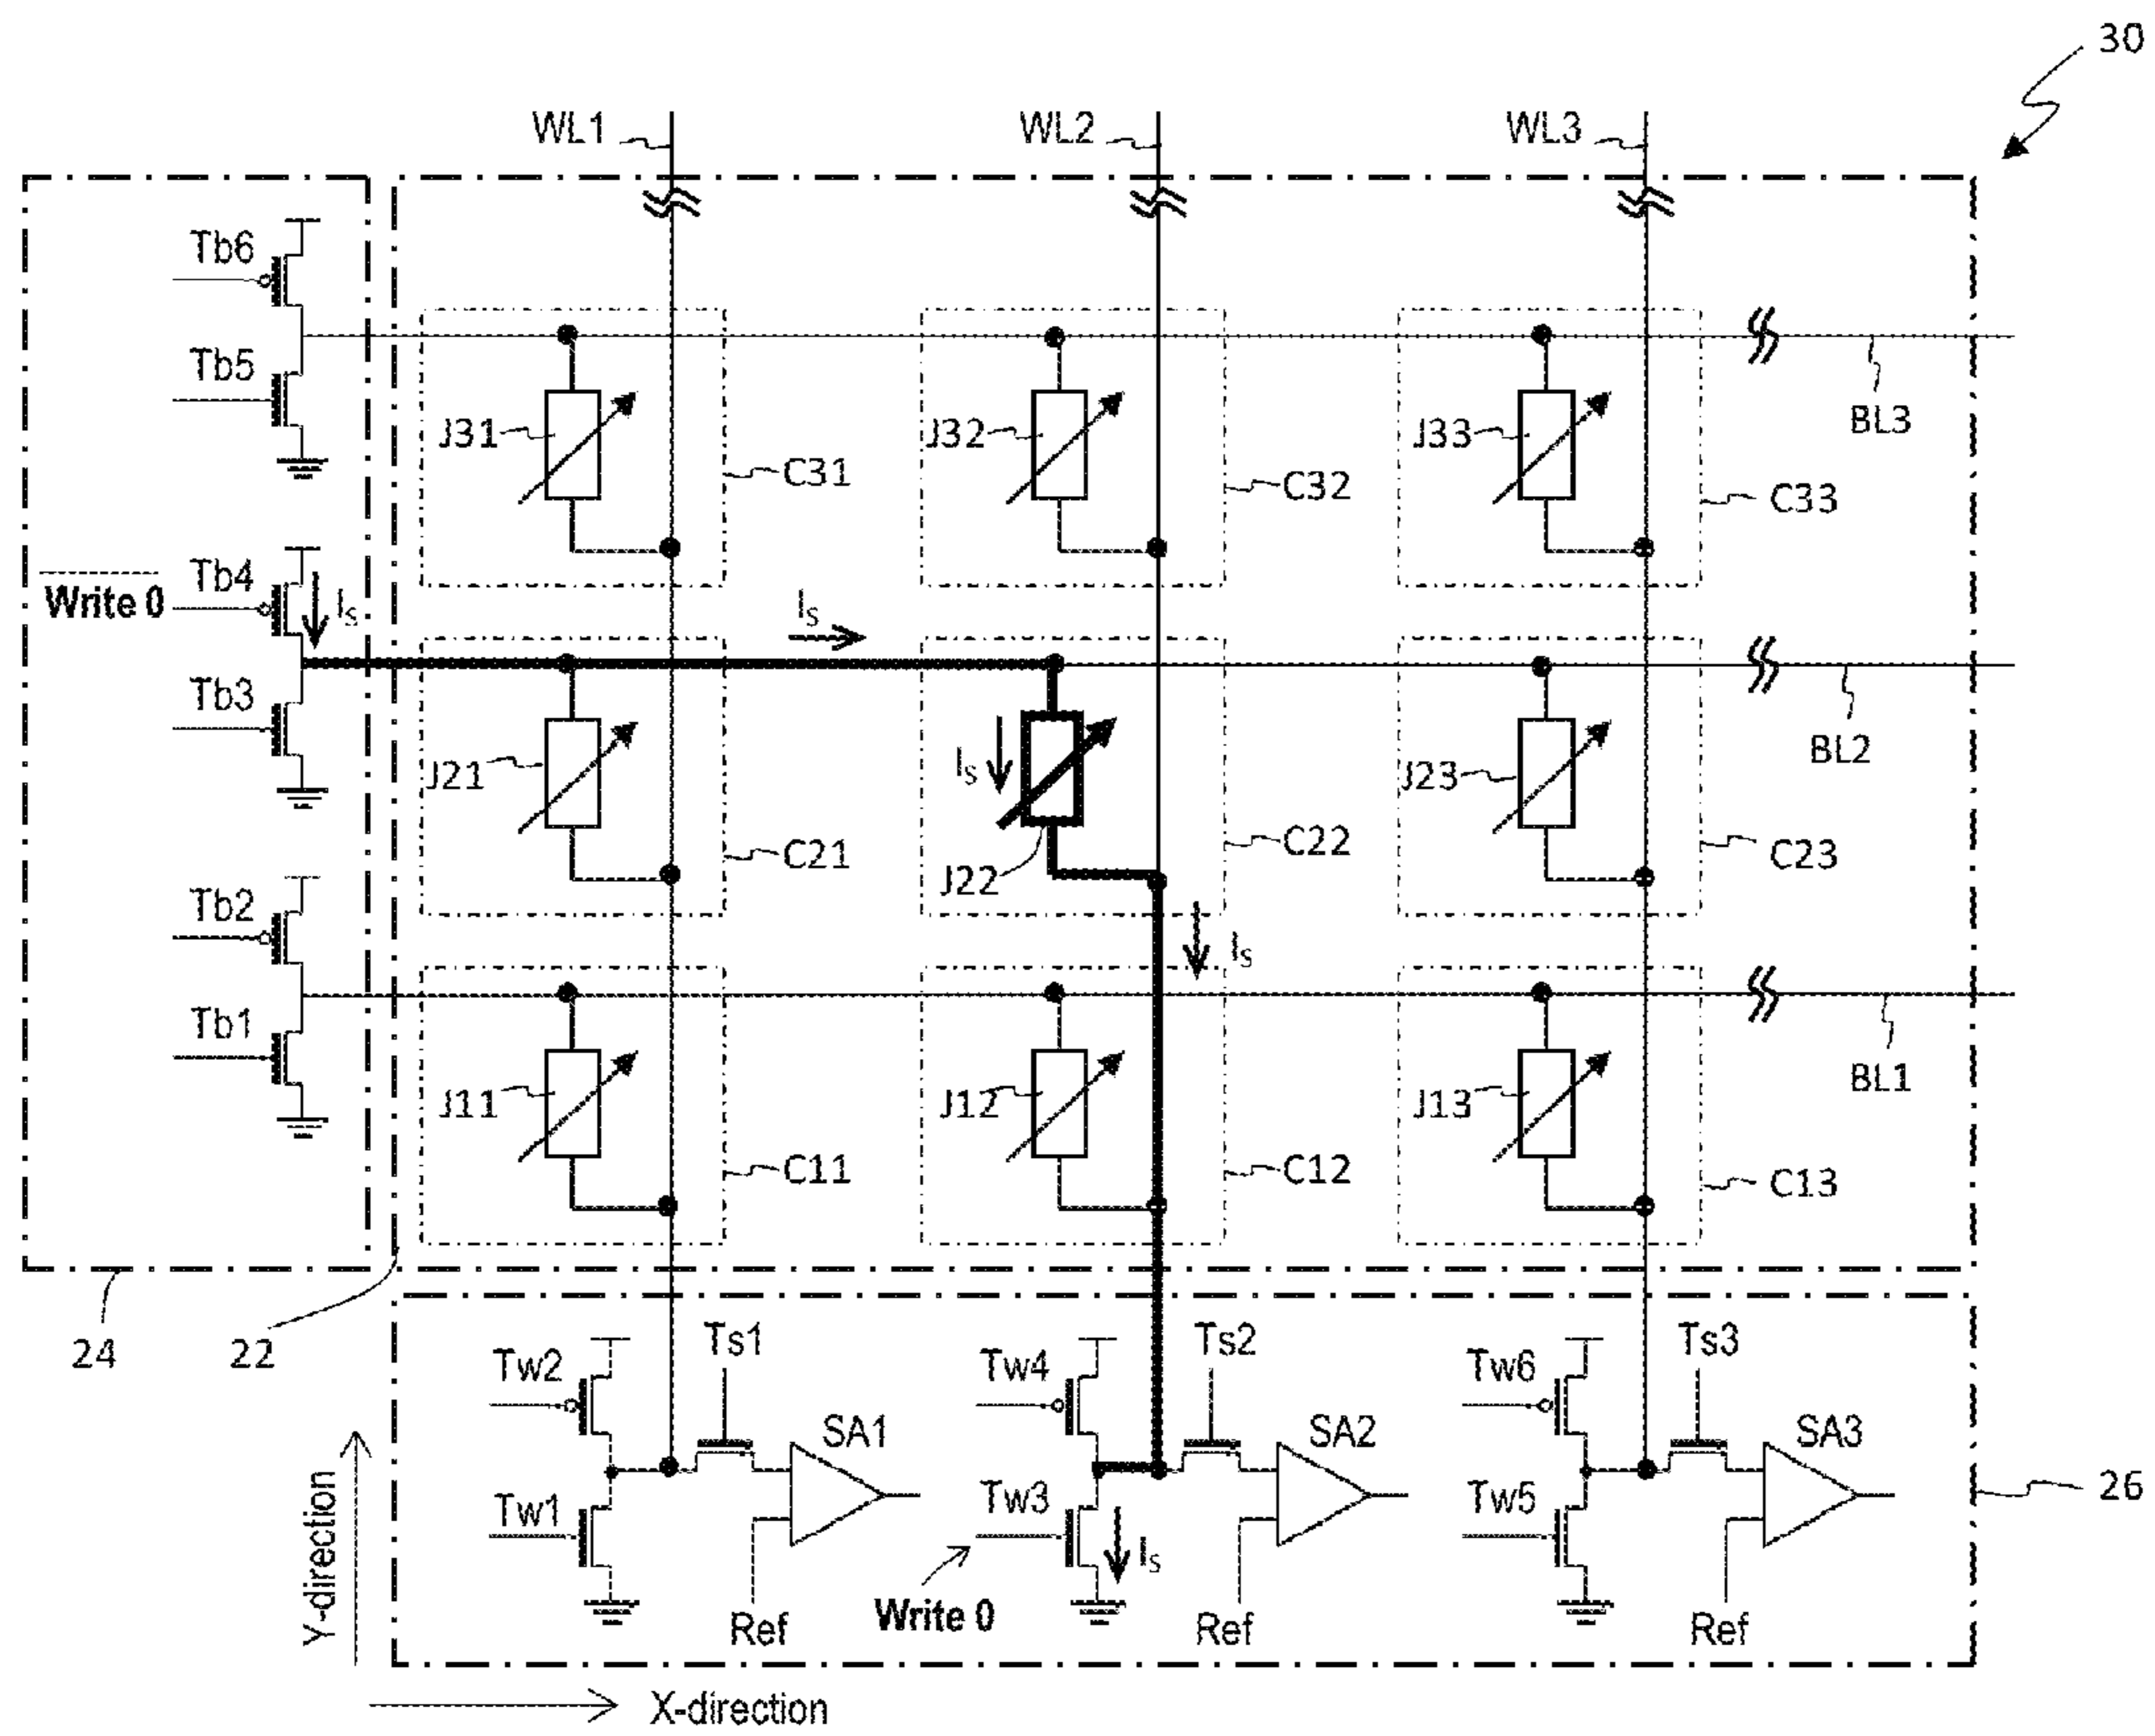 30
WL1 WL2 WL3
Tb6
Tb5
J31 J32 J33 BL3
C31 C32 C33
Tb4
Write 0 Is Is
Tb3
J21 Is J23 BL2
C21 J22 C22 C23
Tb2
Is
Tb1
J11 J12 J13 BL1
C11 C12 C13
24 22
Tw2 Ts1 Tw4 Ts2 Tw6 Ts3
SA1 SA2 SA3
Tw1 Tw3 Tw5 26
Is
Y-direction
Ref Write 0 Ref Ref
X-direction